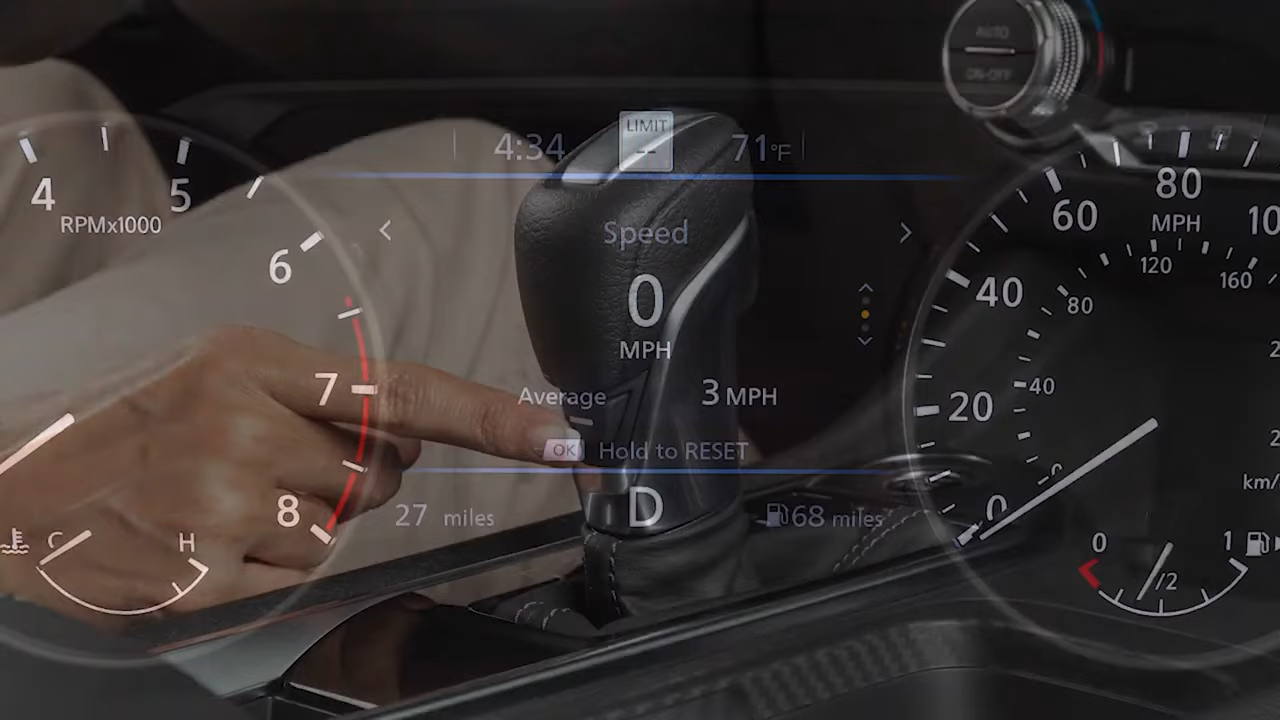 4:34
LIMIT
--
71°F
4
5
RPMx1000
6
7
8
C
H
Speed
0
MPH
Average
3 MPH
OK Hold to RESET
D
27 miles
68 miles
AUTO
ON·OFF
80
MPH
60
10
120
160
40
80
20
40
0
0
km/
0
1/2
1